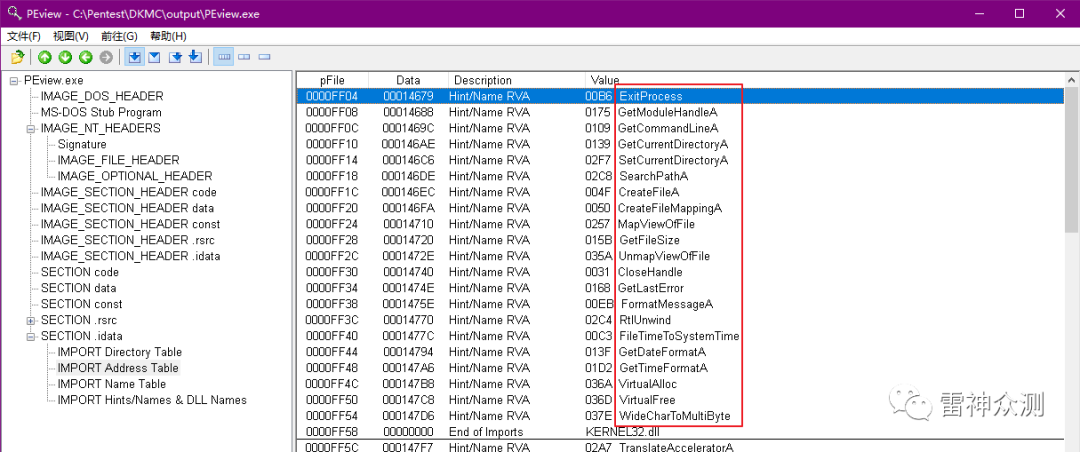 PEview - C:\Pentest\DKMC\output\PEview.exe
文件(F) 视图(V) 前往(G) 帮助(H)
PEview.exe
IMAGE_DOS_HEADER
MS-DOS Stub Program
IMAGE_NT_HEADERS
Signature
IMAGE_FILE_HEADER
IMAGE_OPTIONAL_HEADER
IMAGE_SECTION_HEADER code
IMAGE_SECTION_HEADER data
IMAGE_SECTION_HEADER const
IMAGE_SECTION_HEADER .rsrc
IMAGE_SECTION_HEADER .idata
SECTION code
SECTION data
SECTION const
SECTION .rsrc
SECTION .idata
IMPORT Directory Table
IMPORT Address Table
IMPORT Name Table
IMPORT Hints/Names & DLL Names
pFile Data Description Value
0000FF04 00014679 Hint/Name RVA 00B6 ExitProcess
0000FF08 00014688 Hint/Name RVA 0175 GetModuleHandleA
0000FF0C 0001469C Hint/Name RVA 0109 GetCommandLineA
0000FF10 000146AE Hint/Name RVA 0139 GetCurrentDirectoryA
0000FF14 000146C6 Hint/Name RVA 02F7 SetCurrentDirectoryA
0000FF18 000146DE Hint/Name RVA 02C8 SearchPathA
0000FF1C 000146EC Hint/Name RVA 004F CreateFileA
0000FF20 000146FA Hint/Name RVA 0050 CreateFileMappingA
0000FF24 00014710 Hint/Name RVA 0257 MapViewOfFile
0000FF28 00014720 Hint/Name RVA 015B GetFileSize
0000FF2C 0001472E Hint/Name RVA 035A UnmapViewOfFile
0000FF30 00014740 Hint/Name RVA 0031 CloseHandle
0000FF34 0001474E Hint/Name RVA 0168 GetLastError
0000FF38 0001475E Hint/Name RVA 00EB FormatMessageA
0000FF3C 00014770 Hint/Name RVA 02C4 RtlUnwind
0000FF40 0001477C Hint/Name RVA 00C3 FileTimeToSystemTime
0000FF44 00014794 Hint/Name RVA 013F GetDateFormatA
0000FF48 000147A6 Hint/Name RVA 01D2 GetTimeFormatA
0000FF4C 000147B8 Hint/Name RVA 036A VirtualAlloc
0000FF50 000147C8 Hint/Name RVA 036D VirtualFree
0000FF54 000147D6 Hint/Name RVA 037E WideCharToMultiByte
0000FF58 00000000 End of Imports KERNEL32.dll
0000FF5C 000147F7 Hint/Name RVA 02A7 TranslateAcceleratorA
雷神众测